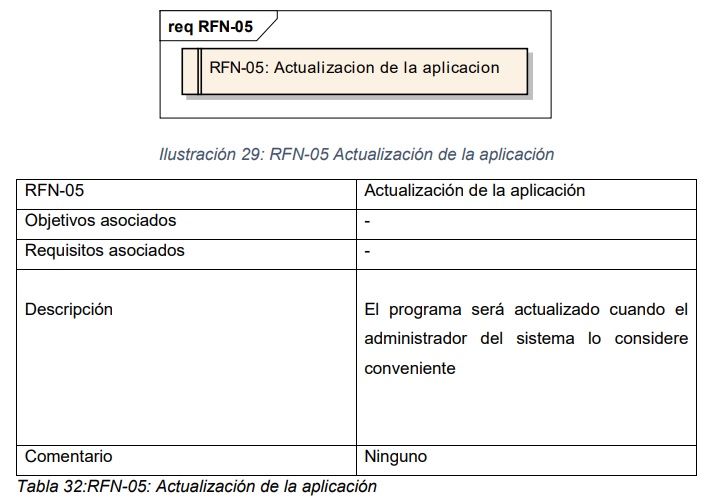 req RFN-05
RFN-05: Actualizacion de la aplicacion
Ilustración 29: RFN-05 Actualización de la aplicación
RFN-05 Actualización de la aplicación
Objetivos asociados -
Requisitos asociados -
Descripción El programa será actualizado cuando el
administrador del sistema lo considere
conveniente
Comentario Ninguno
Tabla 32:RFN-05: Actualización de la aplicación